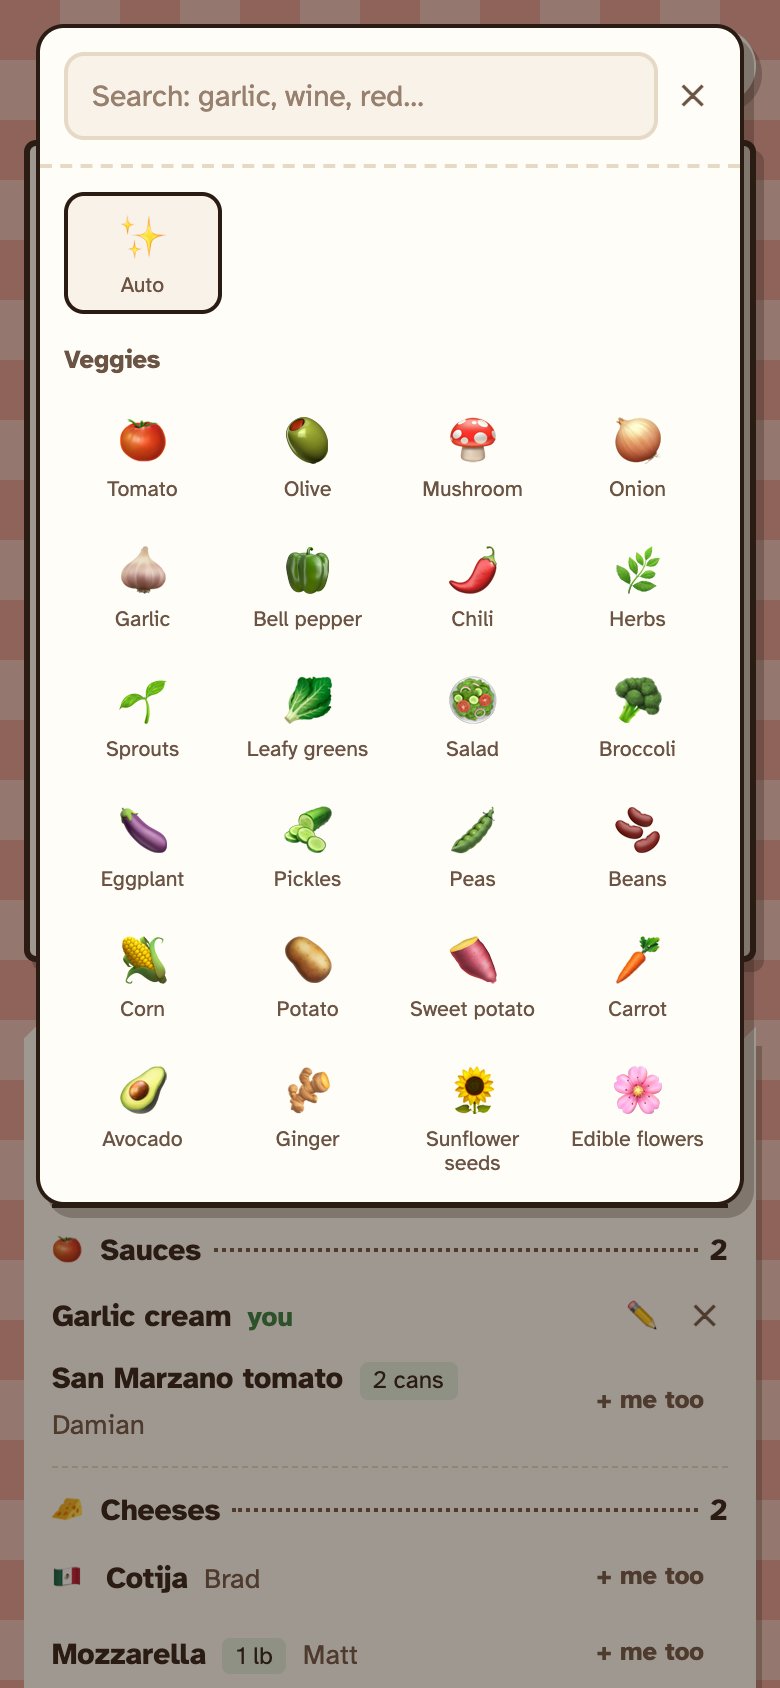 Search: garlic, wine, red...
Auto
Veggies
Tomato
Olive
Mushroom
Onion
Garlic
Bell pepper
Chili
Herbs
Sprouts
Leafy greens
Salad
Broccoli
Eggplant
Pickles
Peas
Beans
Corn
Potato
Sweet potato
Carrot
Avocado
Ginger
Sunflower
seeds
Edible flowers
Sauces 2
Garlic cream you
San Marzano tomato 2 cans
Damian
+ me too
Cheeses 2
Cotija Brad + me too
Mozzarella 1 lb Matt + me too